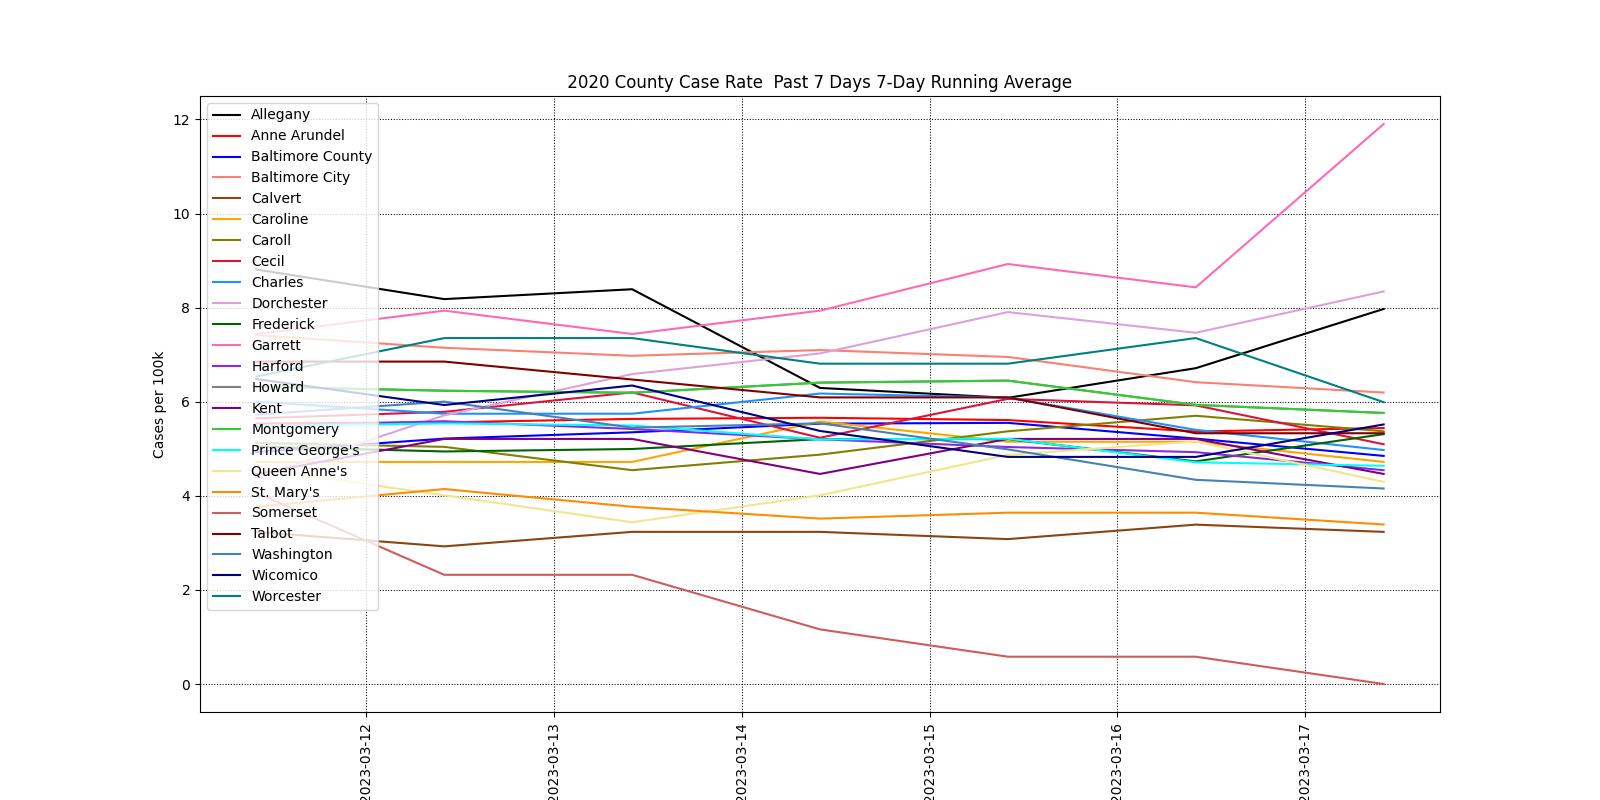 2020 County Case Rate  Past 7 Days 7-Day Running Average
Cases per 100k
12
10
8
6
4
2
0
Allegany
Anne Arundel
Baltimore County
Baltimore City
Calvert
Caroline
Caroll
Cecil
Charles
Dorchester
Frederick
Garrett
Harford
Howard
Kent
Montgomery
Prince George's
Queen Anne's
St. Mary's
Somerset
Talbot
Washington
Wicomico
Worcester
2023-03-12
2023-03-13
2023-03-14
2023-03-15
2023-03-16
2023-03-17